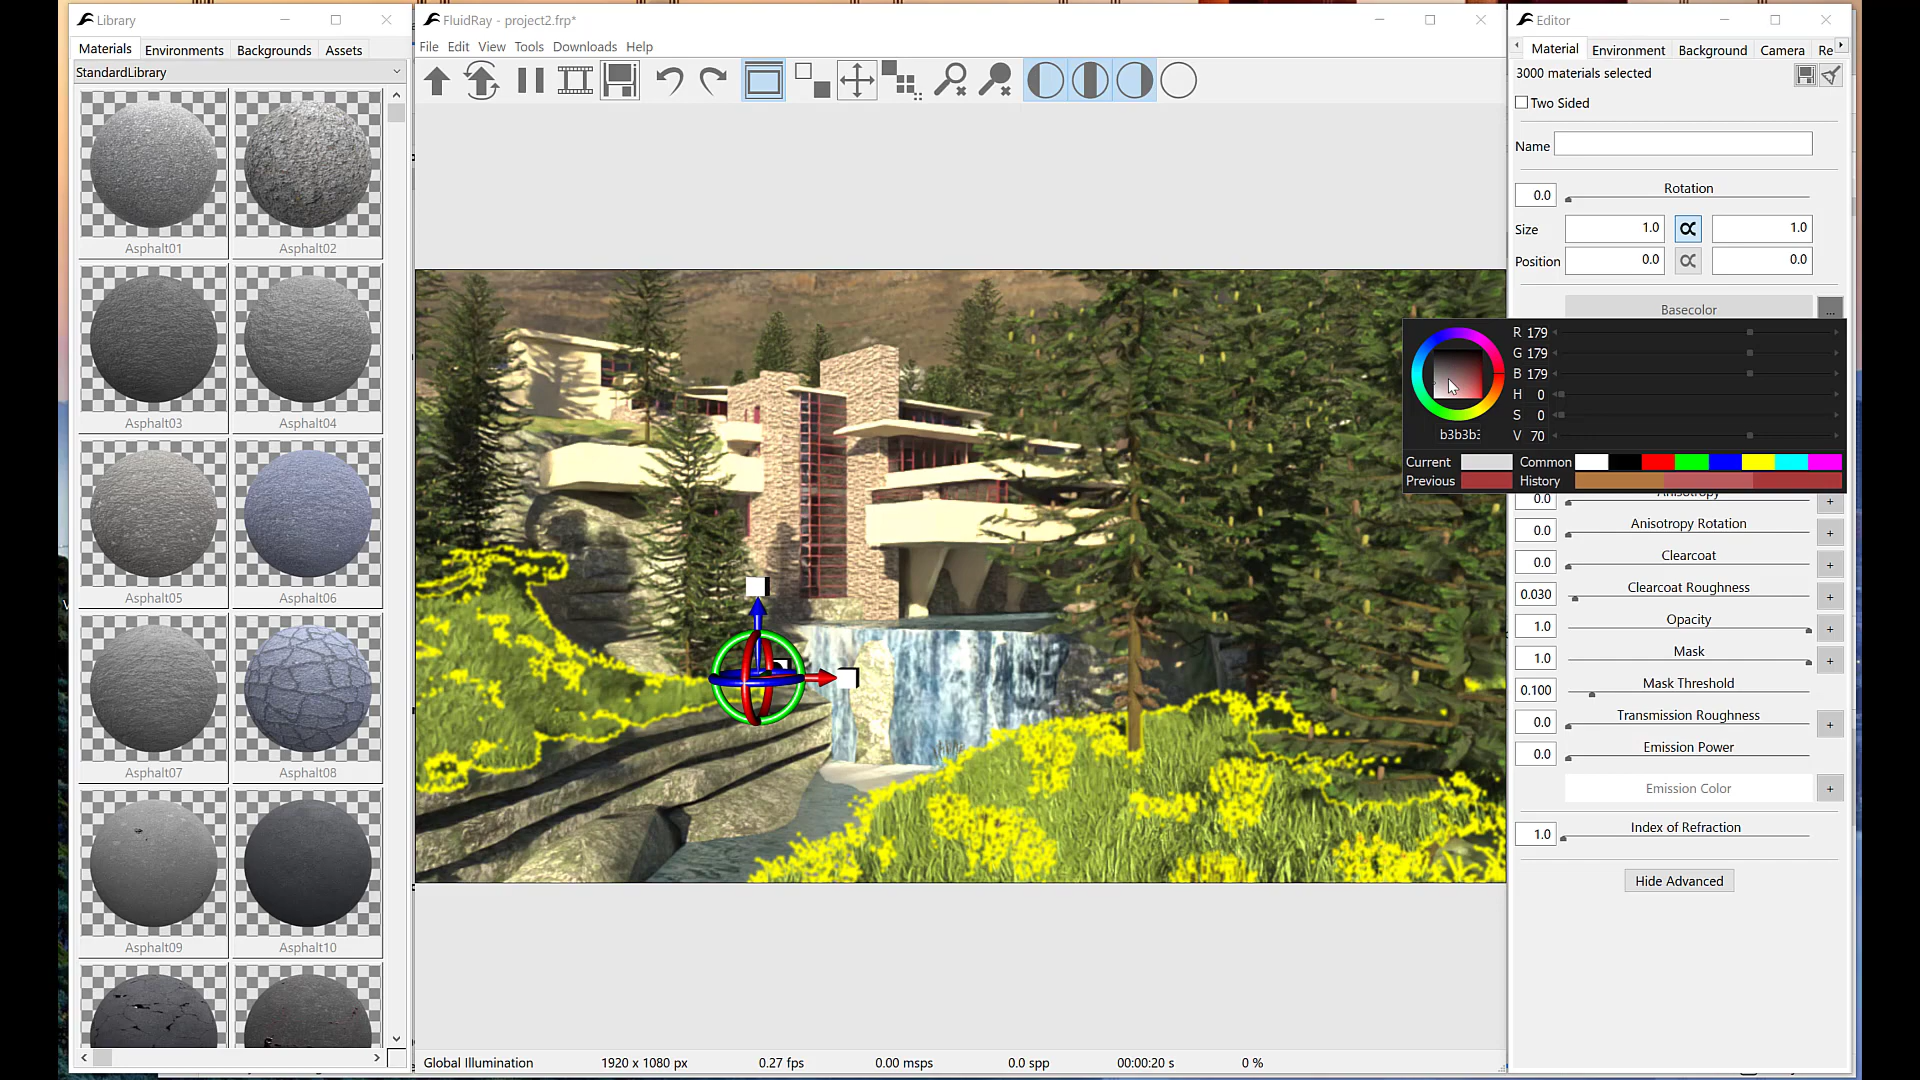 Library
Materials
Environments
Backgrounds
Assets
StandardLibrary
Asphalt01
Asphalt02
Asphalt03
Asphalt04
Asphalt05
Asphalt06
Asphalt07
Asphalt08
Asphalt09
Asphalt10
FluidRay - project2.frp*
File Edit View Tools Downloads Help
Global Illumination 1920 x 1080 px 0.27 fps 0.00 msps 0.0 spp 00:00:20 s 0 %
Editor
Material Environment Background Camera Re
3000 materials selected
Two Sided
Name
Rotation
0.0
Size 1.0 1.0
Position 0.0 0.0
Basecolor ...
R 179
G 179
B 179
H 0
S 0
V 70
b3b3b
Current
Common
Previous
History
0.0 Anisotropy +
Anisotropy Rotation
0.0 +
Clearcoat
0.0 +
Clearcoat Roughness
0.030 +
Opacity
1.0 +
Mask
1.0 +
Mask Threshold
0.100
Transmission Roughness
0.0 +
Emission Power
0.0
Emission Color +
Index of Refraction
1.0
Hide Advanced